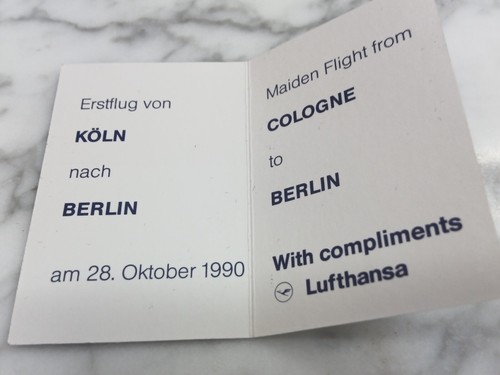 Erstflug von
KÖLN
nach
BERLIN
am 28. Oktober 1990
Maiden Flight from
COLOGNE
to
BERLIN
With compliments
Lufthansa